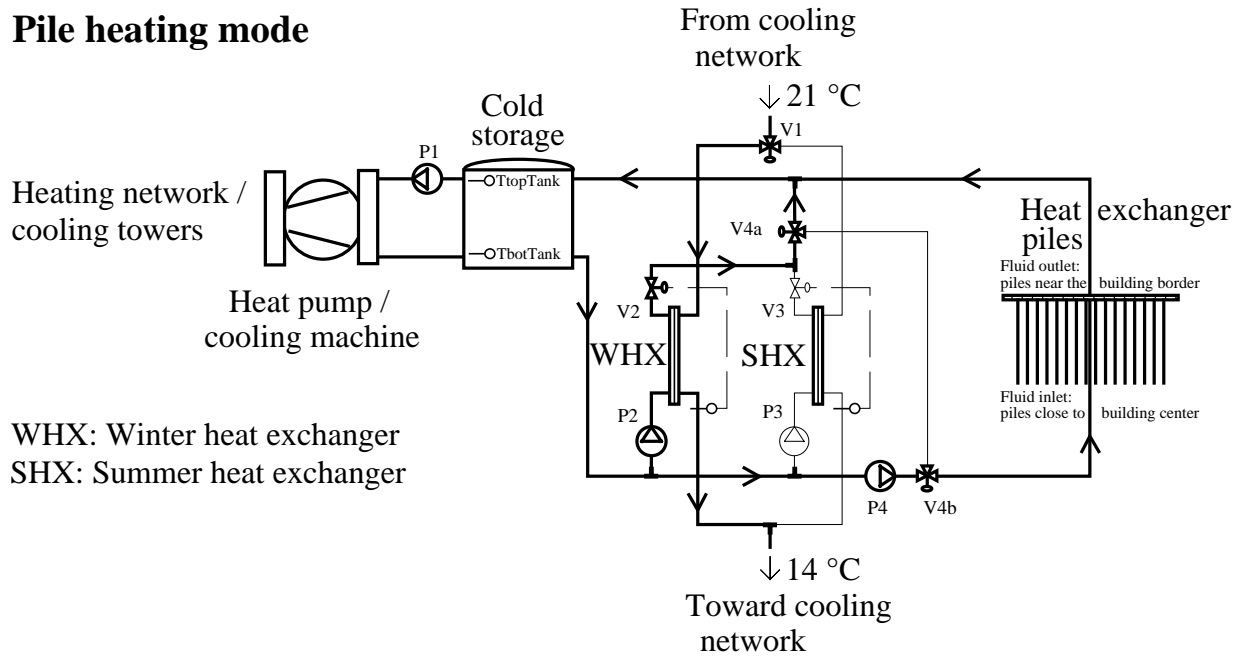 Pile heating mode
From cooling
network
21 °C
V1
Cold
storage
P1
TtopTank
TbotTank
Heating network /
cooling towers
Heat pump /
cooling machine
V4a
V2
V3
WHX
SHX
P2
P3
Heat exchanger
piles
Fluid outlet:
piles near the building border
Fluid inlet:
piles close to building center
WHX: Winter heat exchanger
SHX: Summer heat exchanger
P4
V4b
14 °C
Toward cooling
network